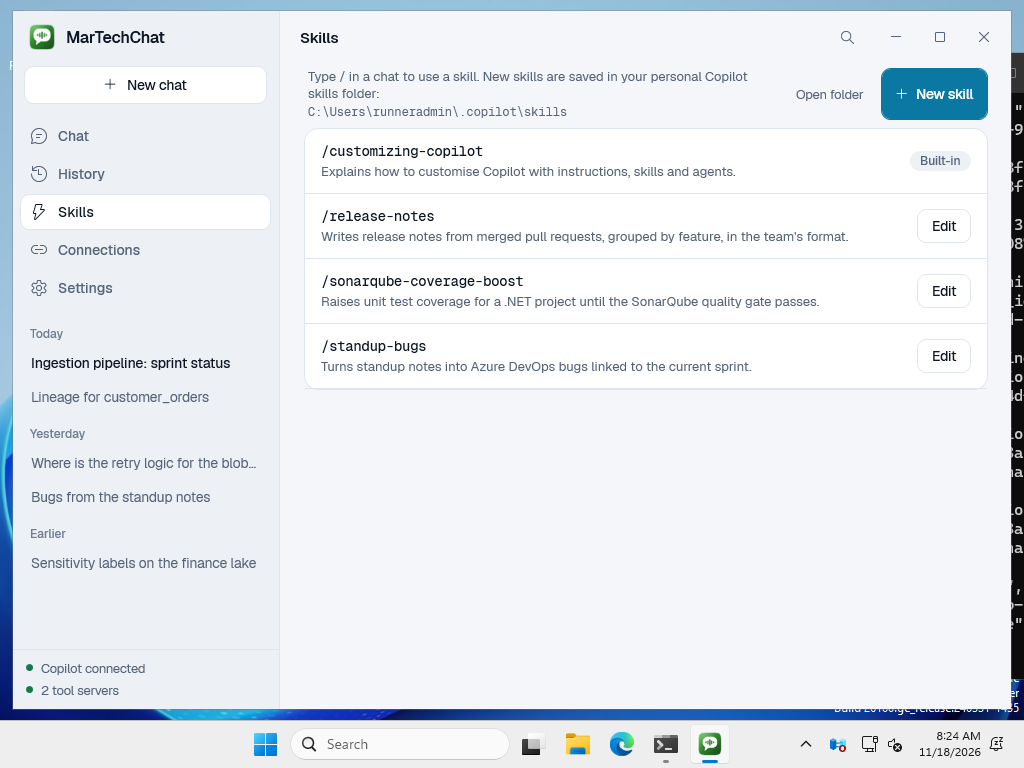 MarTechChat
New chat
Chat
History
Skills
Connections
Settings
Today
Ingestion pipeline: sprint status
Lineage for customer_orders
Yesterday
Where is the retry logic for the blob...
Bugs from the standup notes
Earlier
Sensitivity labels on the finance lake
Copilot connected
2 tool servers
Skills
Type / in a chat to use a skill. New skills are saved in your personal Copilot
skills folder:
C:\Users\runneradmin\.copilot\skills
Open folder
New skill
/customizing-copilot
Explains how to customise Copilot with instructions, skills and agents.
Built-in
/release-notes
Writes release notes from merged pull requests, grouped by feature, in the team's format.
Edit
/sonarqube-coverage-boost
Raises unit test coverage for a .NET project until the SonarQube quality gate passes.
Edit
/standup-bugs
Turns standup notes into Azure DevOps bugs linked to the current sprint.
Edit
Search
8:24 AM
11/18/2026